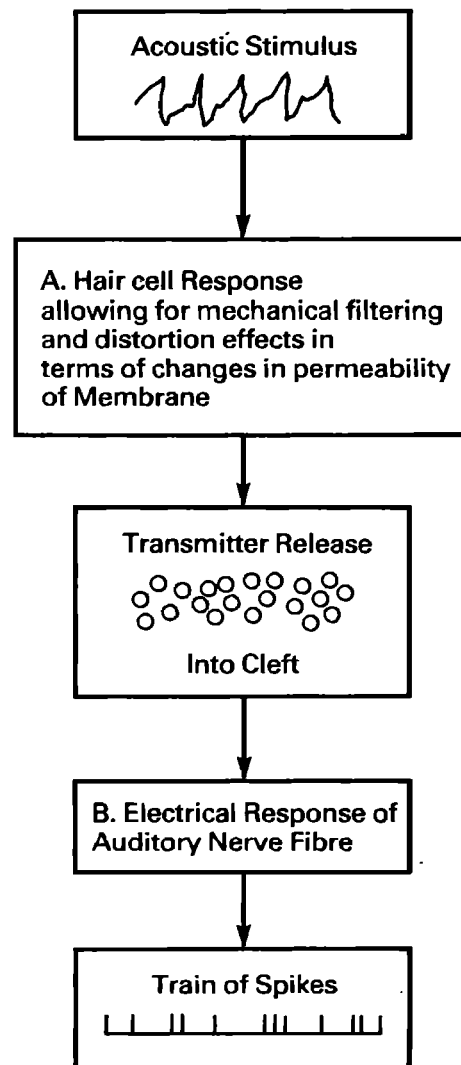 Acoustic Stimulus
A. Hair cell Response
allowing for mechanical filtering
and distortion effects in
terms of changes in permeability
of Membrane
Transmitter Release
Into Cleft
B. Electrical Response of
Auditory Nerve Fibre
Train of Spikes